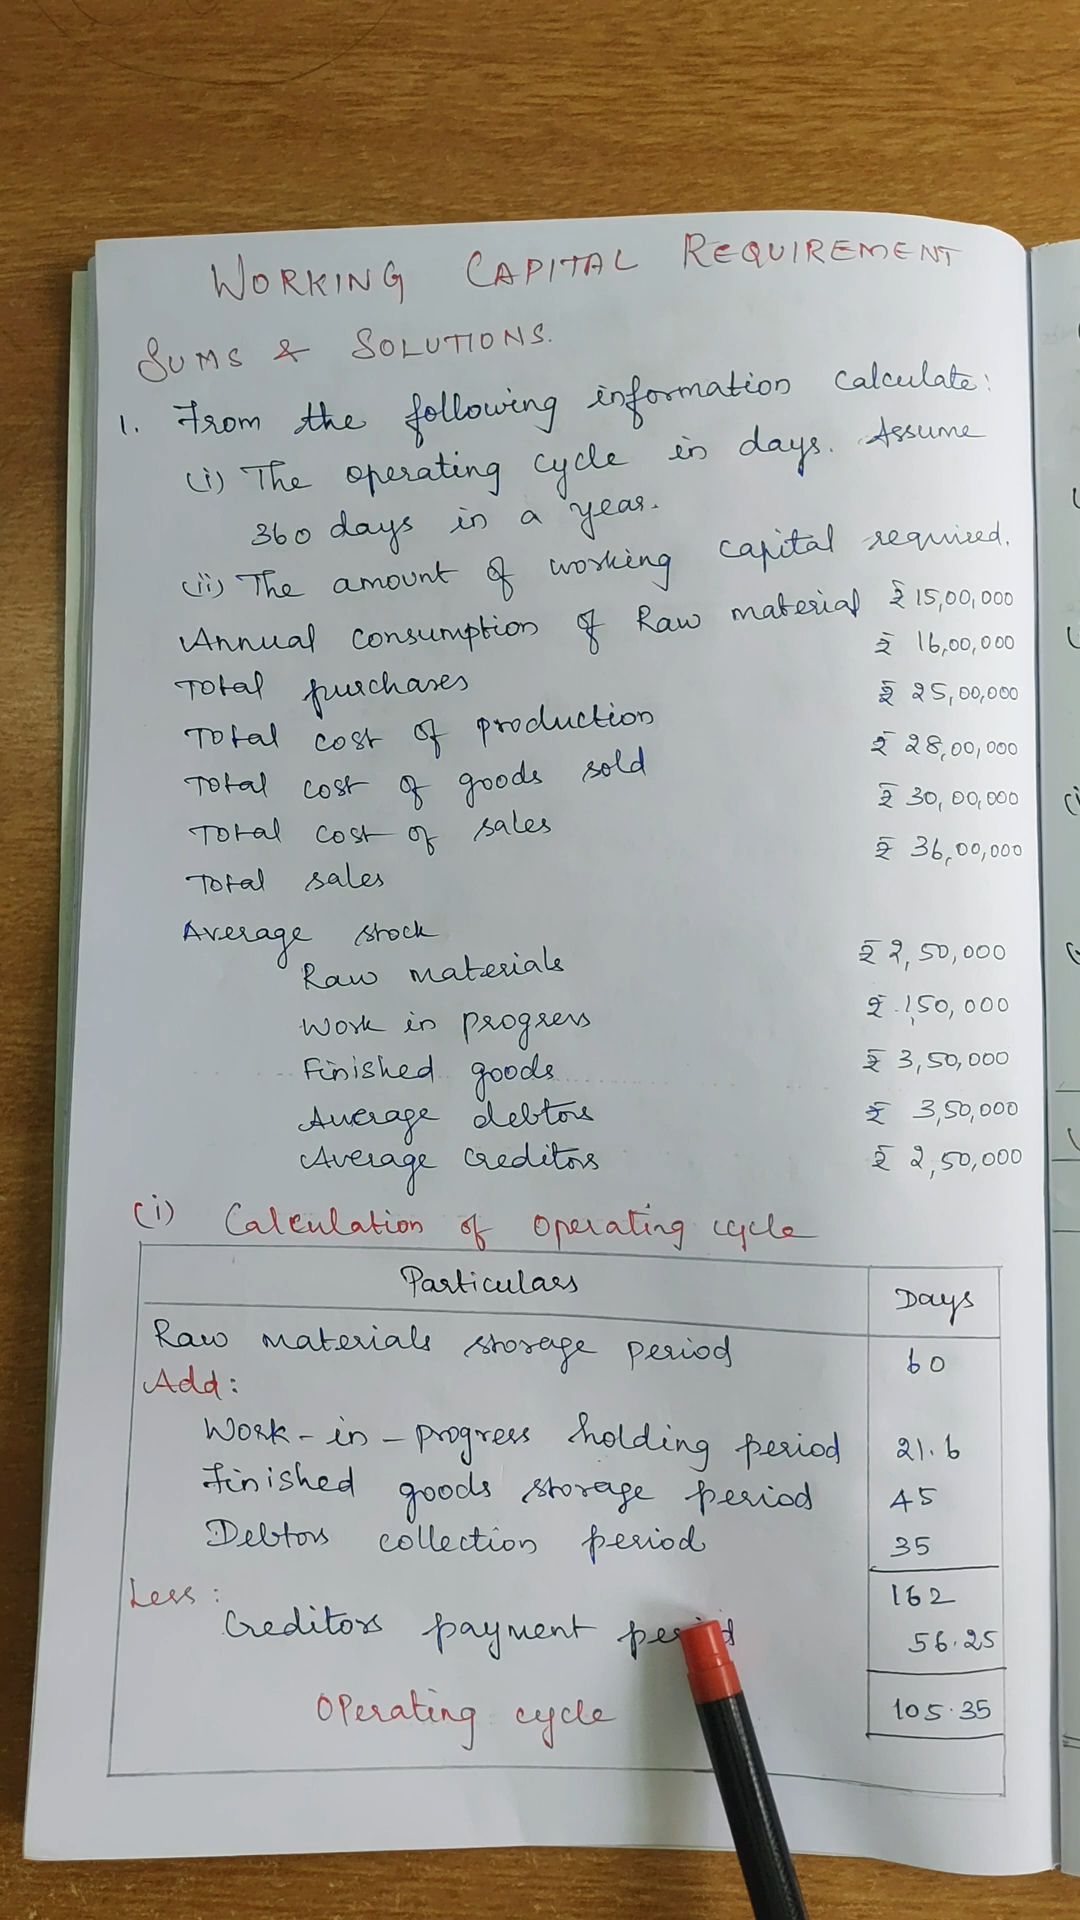 WORKING CAPITAL REQUIREMENT
SUMS & SOLUTIONS.
1. From the following information calculate:
(i) The operating cycle in days. Assume
360 days in a year.
(ii) The amount of working capital required.
Annual consumption of Raw material ₹ 15,00,000
Total purchases ₹ 16,00,000
Total cost of production ₹ 25,00,000
Total cost of goods sold ₹ 28,00,000
Total cost of sales ₹ 30,00,000
Total sales ₹ 36,00,000
Average stock
Raw materials ₹ 2,50,000
Work in progress ₹ 1,50,000
Finished goods ₹ 3,50,000
Average debtors ₹ 3,50,000
Average creditors ₹ 2,50,000
(i) Calculation of operating cycle
Particulars Days
Raw materials storage period 60
Add:
Work-in-progress holding period 21.6
Finished goods storage period 45
Debtors collection period 35
Less: 162
Creditors payment 56.25
Operating cycle 105.35